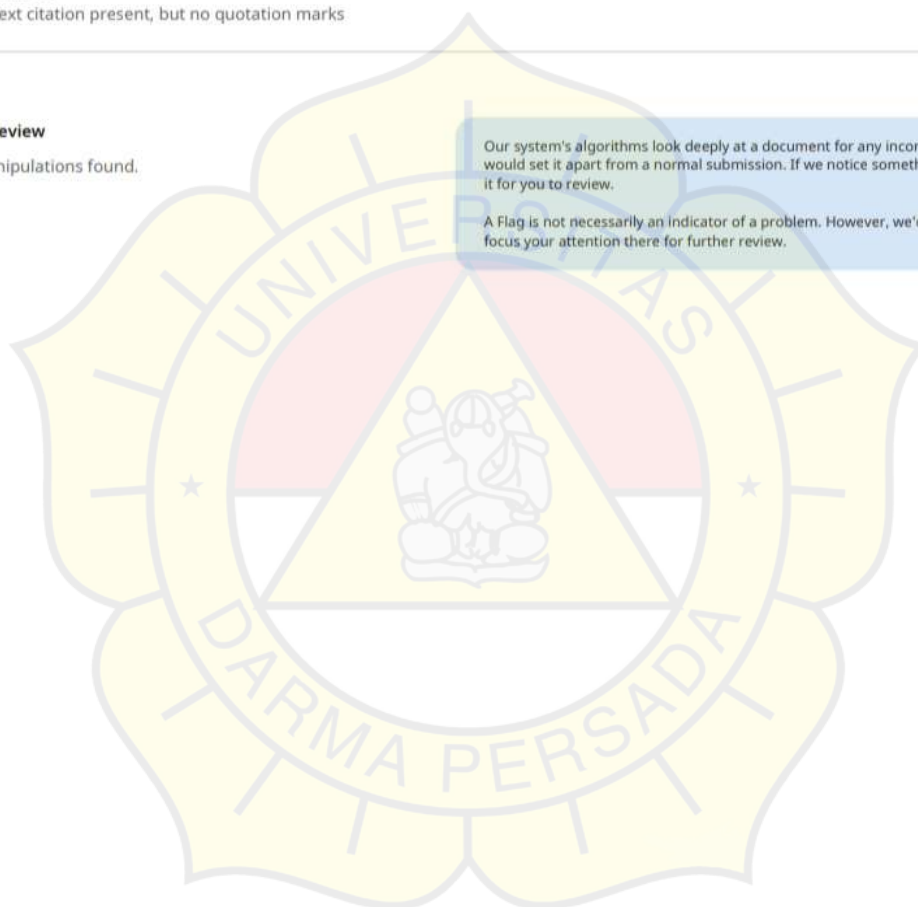 ext citation present, but no quotation marks
eview
nipulations found.
Our system's algorithms look deeply at a document for any incon
would set it apart from a normal submission. If we notice someth
it for you to review.
A Flag is not necessarily an indicator of a problem. However, we'
focus your attention there for further review.
UNIVERSITAS
DARMA PERSADA